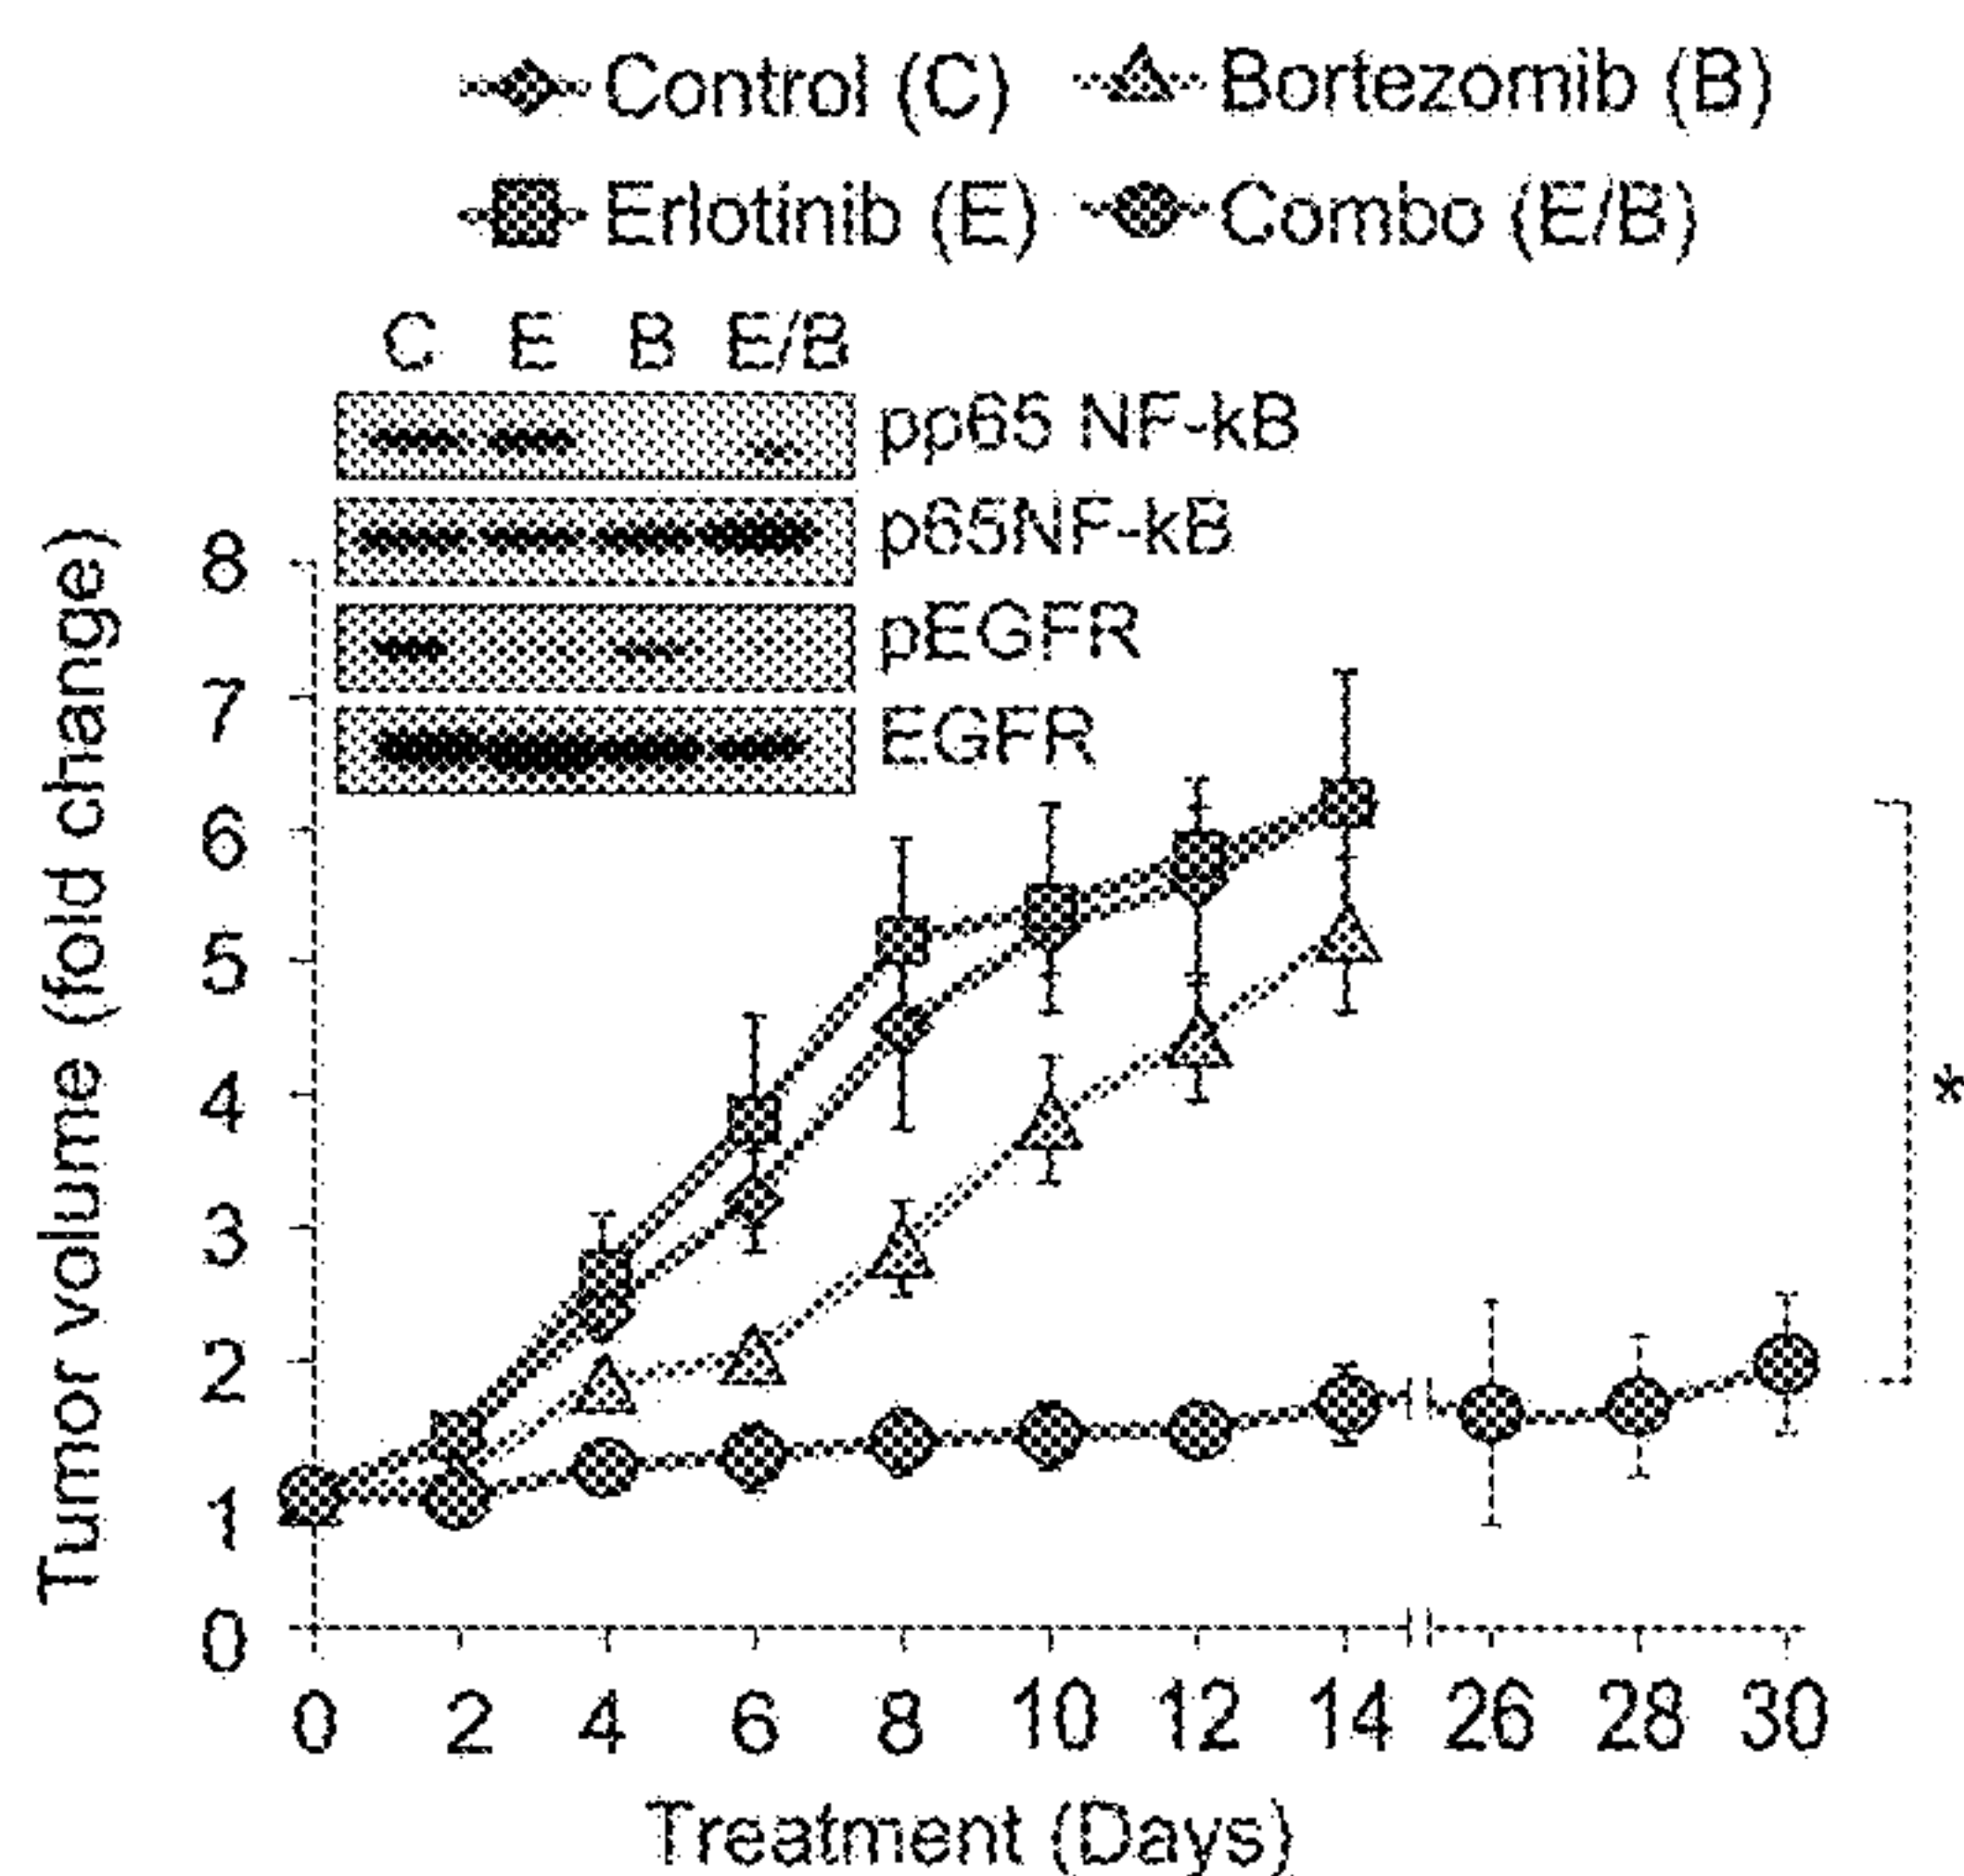 Control (C) Bortezomib (B)
Erlotinib (E) Combo (E/B)
C E B E/B
pp65 NF-kB
p65NF-kB
pEGFR
EGFR
Tumor volume (fold change)
8
7
6
5
4
3
2
1
0
*
0 2 4 6 8 10 12 14 26 28 30
Treatment (Days)